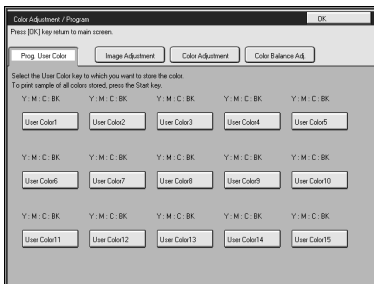 Color Adjustment / Program OK
Press [OK] key return to main screen.
Prog. User Color Image Adjustment Color Adjustment Color Balance Adj.
Select the User Color key to which you want to store the color.
To print sample of all colors stored, press the Start key.
Y : M : C : BK Y : M : C : BK Y : M : C : BK Y : M : C : BK Y : M : C : BK
User Color1 User Color2 User Color3 User Color4 User Color5
Y : M : C : BK Y : M : C : BK Y : M : C : BK Y : M : C : BK Y : M : C : BK
User Color6 User Color7 User Color8 User Color9 User Color10
Y : M : C : BK Y : M : C : BK Y : M : C : BK Y : M : C : BK Y : M : C : BK
User Color11 User Color12 User Color13 User Color14 User Color15